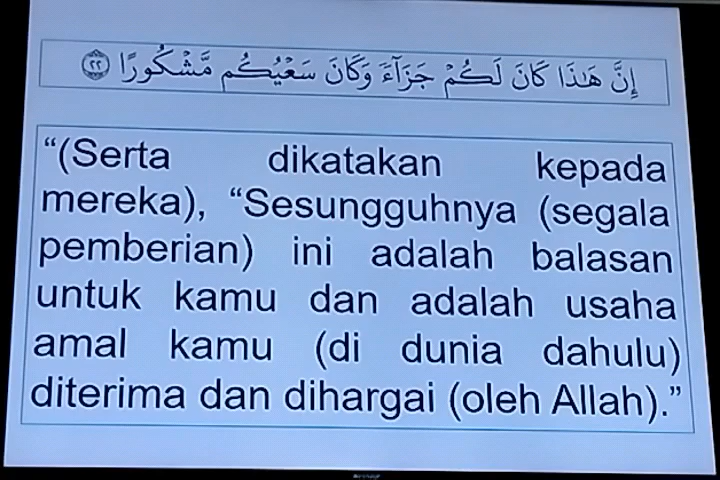 إِنَّ هَـٰذَا كَانَ لَكُمْ جَزَآءً وَكَانَ سَعْيُكُم مَّشْكُورًا ٢٢
“(Serta dikatakan kepada
mereka), “Sesungguhnya (segala
pemberian) ini adalah balasan
untuk kamu dan adalah usaha
amal kamu (di dunia dahulu)
diterima dan dihargai (oleh Allah).”